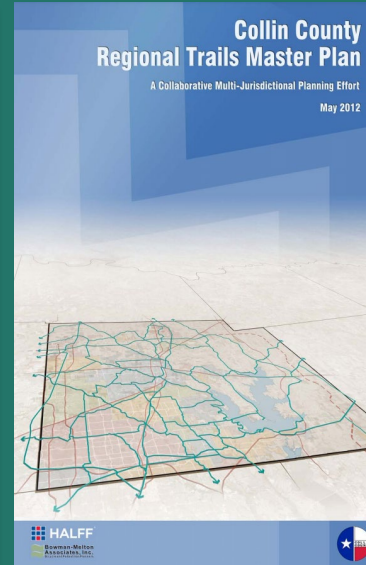 Collin County
Regional Trails Master Plan
A Collaborative Multi-Jurisdictional Planning Effort
May 2012
HALFF
Bowman-Melton
Associates, Inc.